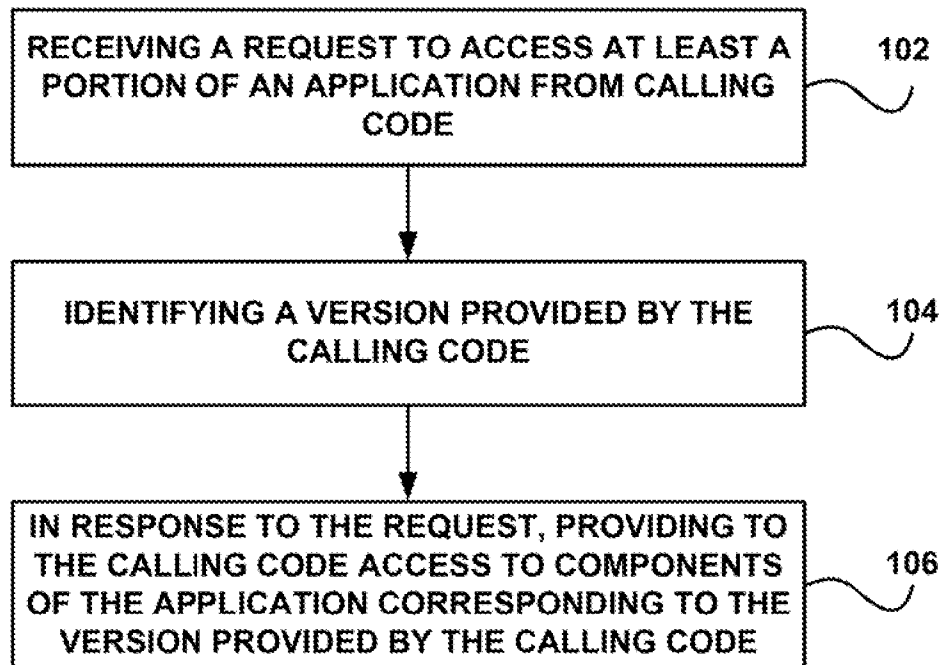 RECEIVING A REQUEST TO ACCESS AT LEAST A
PORTION OF AN APPLICATION FROM CALLING
CODE
102
IDENTIFYING A VERSION PROVIDED BY THE
CALLING CODE
104
IN RESPONSE TO THE REQUEST, PROVIDING TO
THE CALLING CODE ACCESS TO COMPONENTS
OF THE APPLICATION CORRESPONDING TO THE
VERSION PROVIDED BY THE CALLING CODE
106